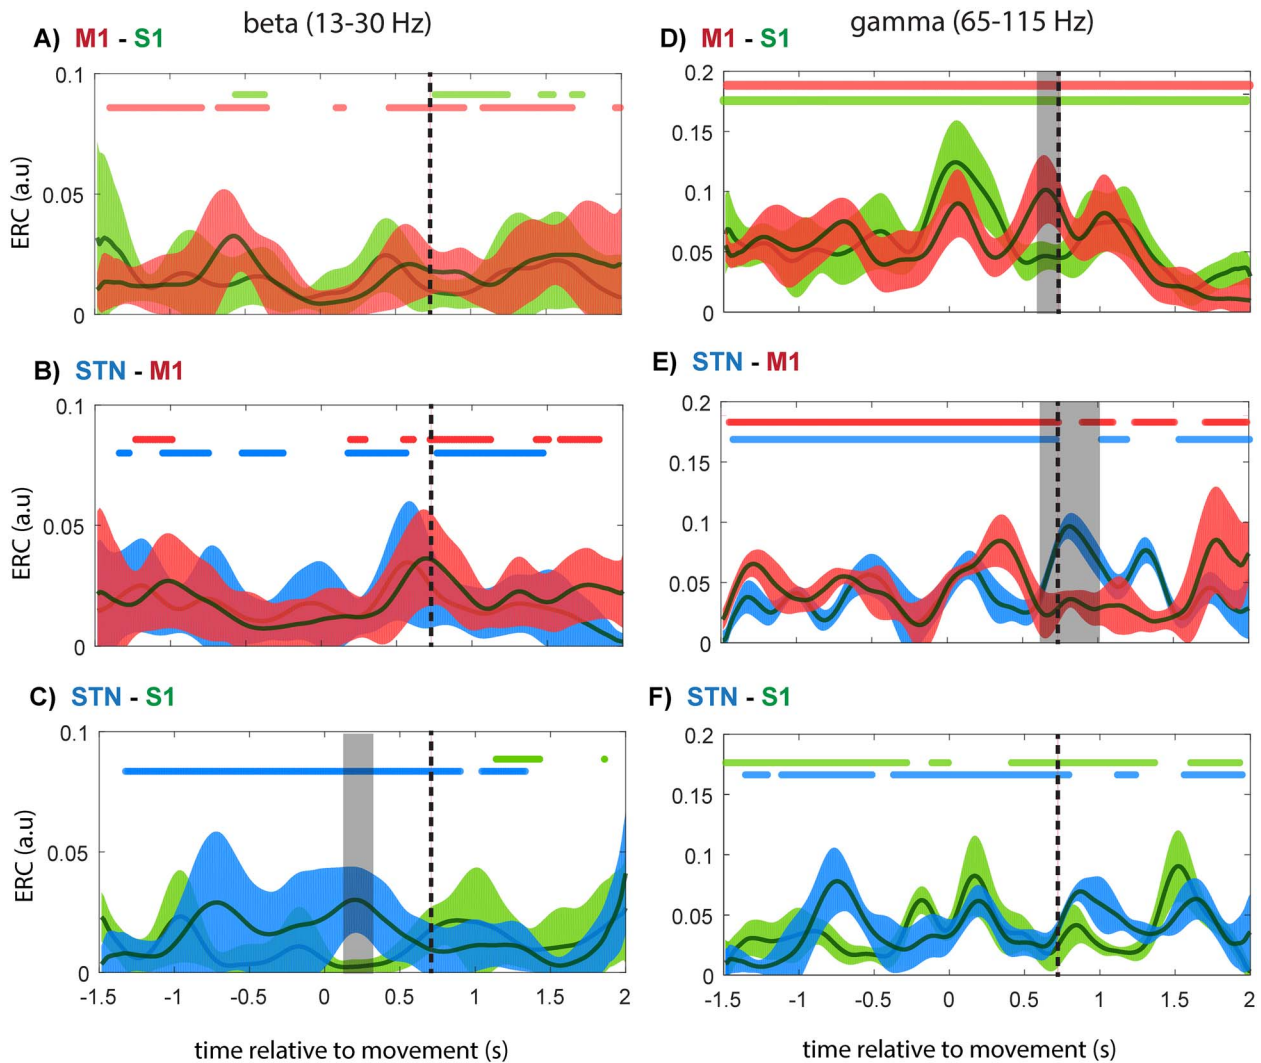 beta (13-30 Hz)
gamma (65-115 Hz)
A) M1 - S1
0.1
0.05
0
ERC (a.u)
D) M1 - S1
0.2
0.15
0.1
0.05
0
B) STN - M1
0.1
0.05
0
ERC (a.u)
E) STN - M1
0.2
0.15
0.1
0.05
0
C) STN - S1
0.1
0.05
0
ERC (a.u)
-1.5 -1 -0.5 0 0.5 1 1.5 2
time relative to movement (s)
F) STN - S1
0.2
0.15
0.1
0.05
0
-1.5 -1 -0.5 0 0.5 1 1.5 2
time relative to movement (s)